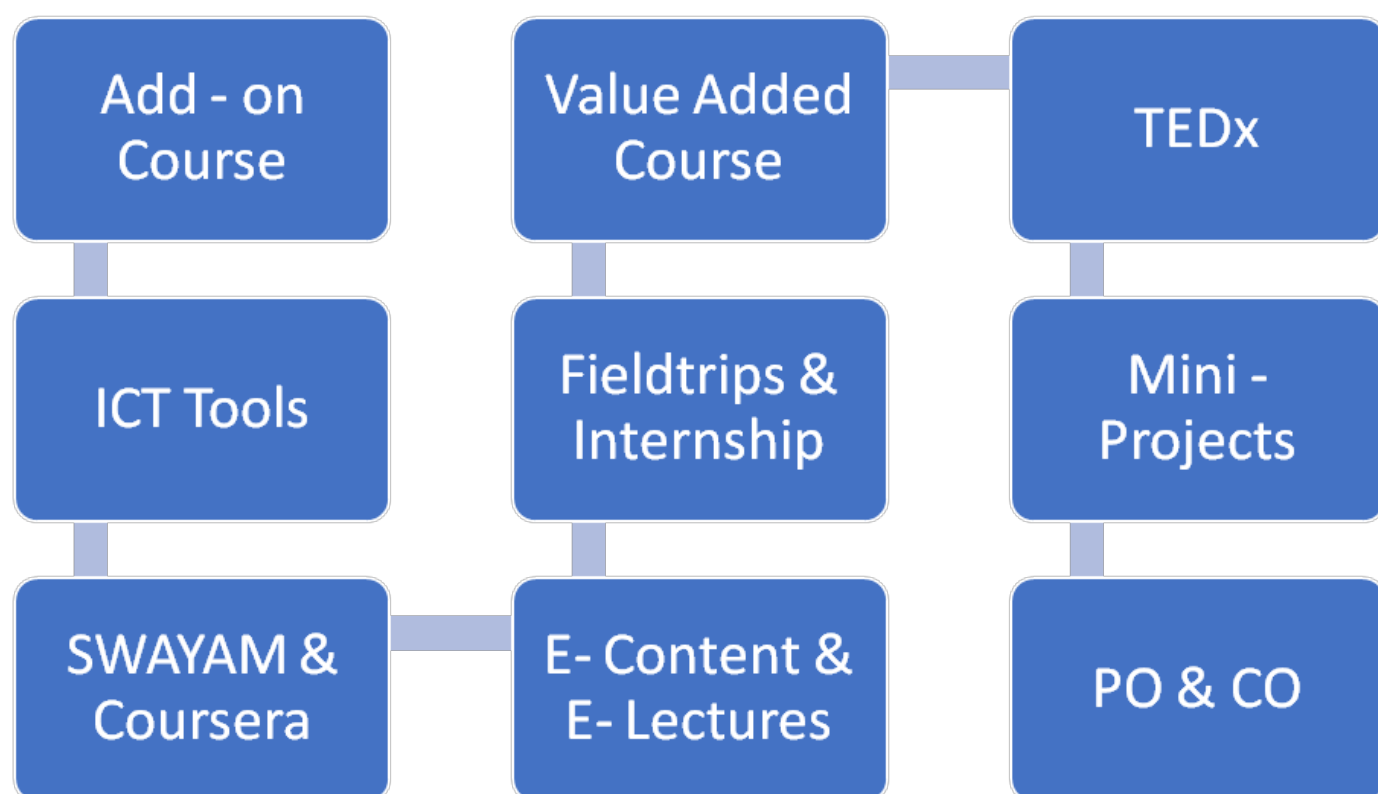 Add - on
Course
ICT Tools
SWAYAM &
Coursera
E- Content &
E- Lectures
Fieldtrips &
Internship
Value Added
Course
TEDx
Mini -
Projects
PO & CO